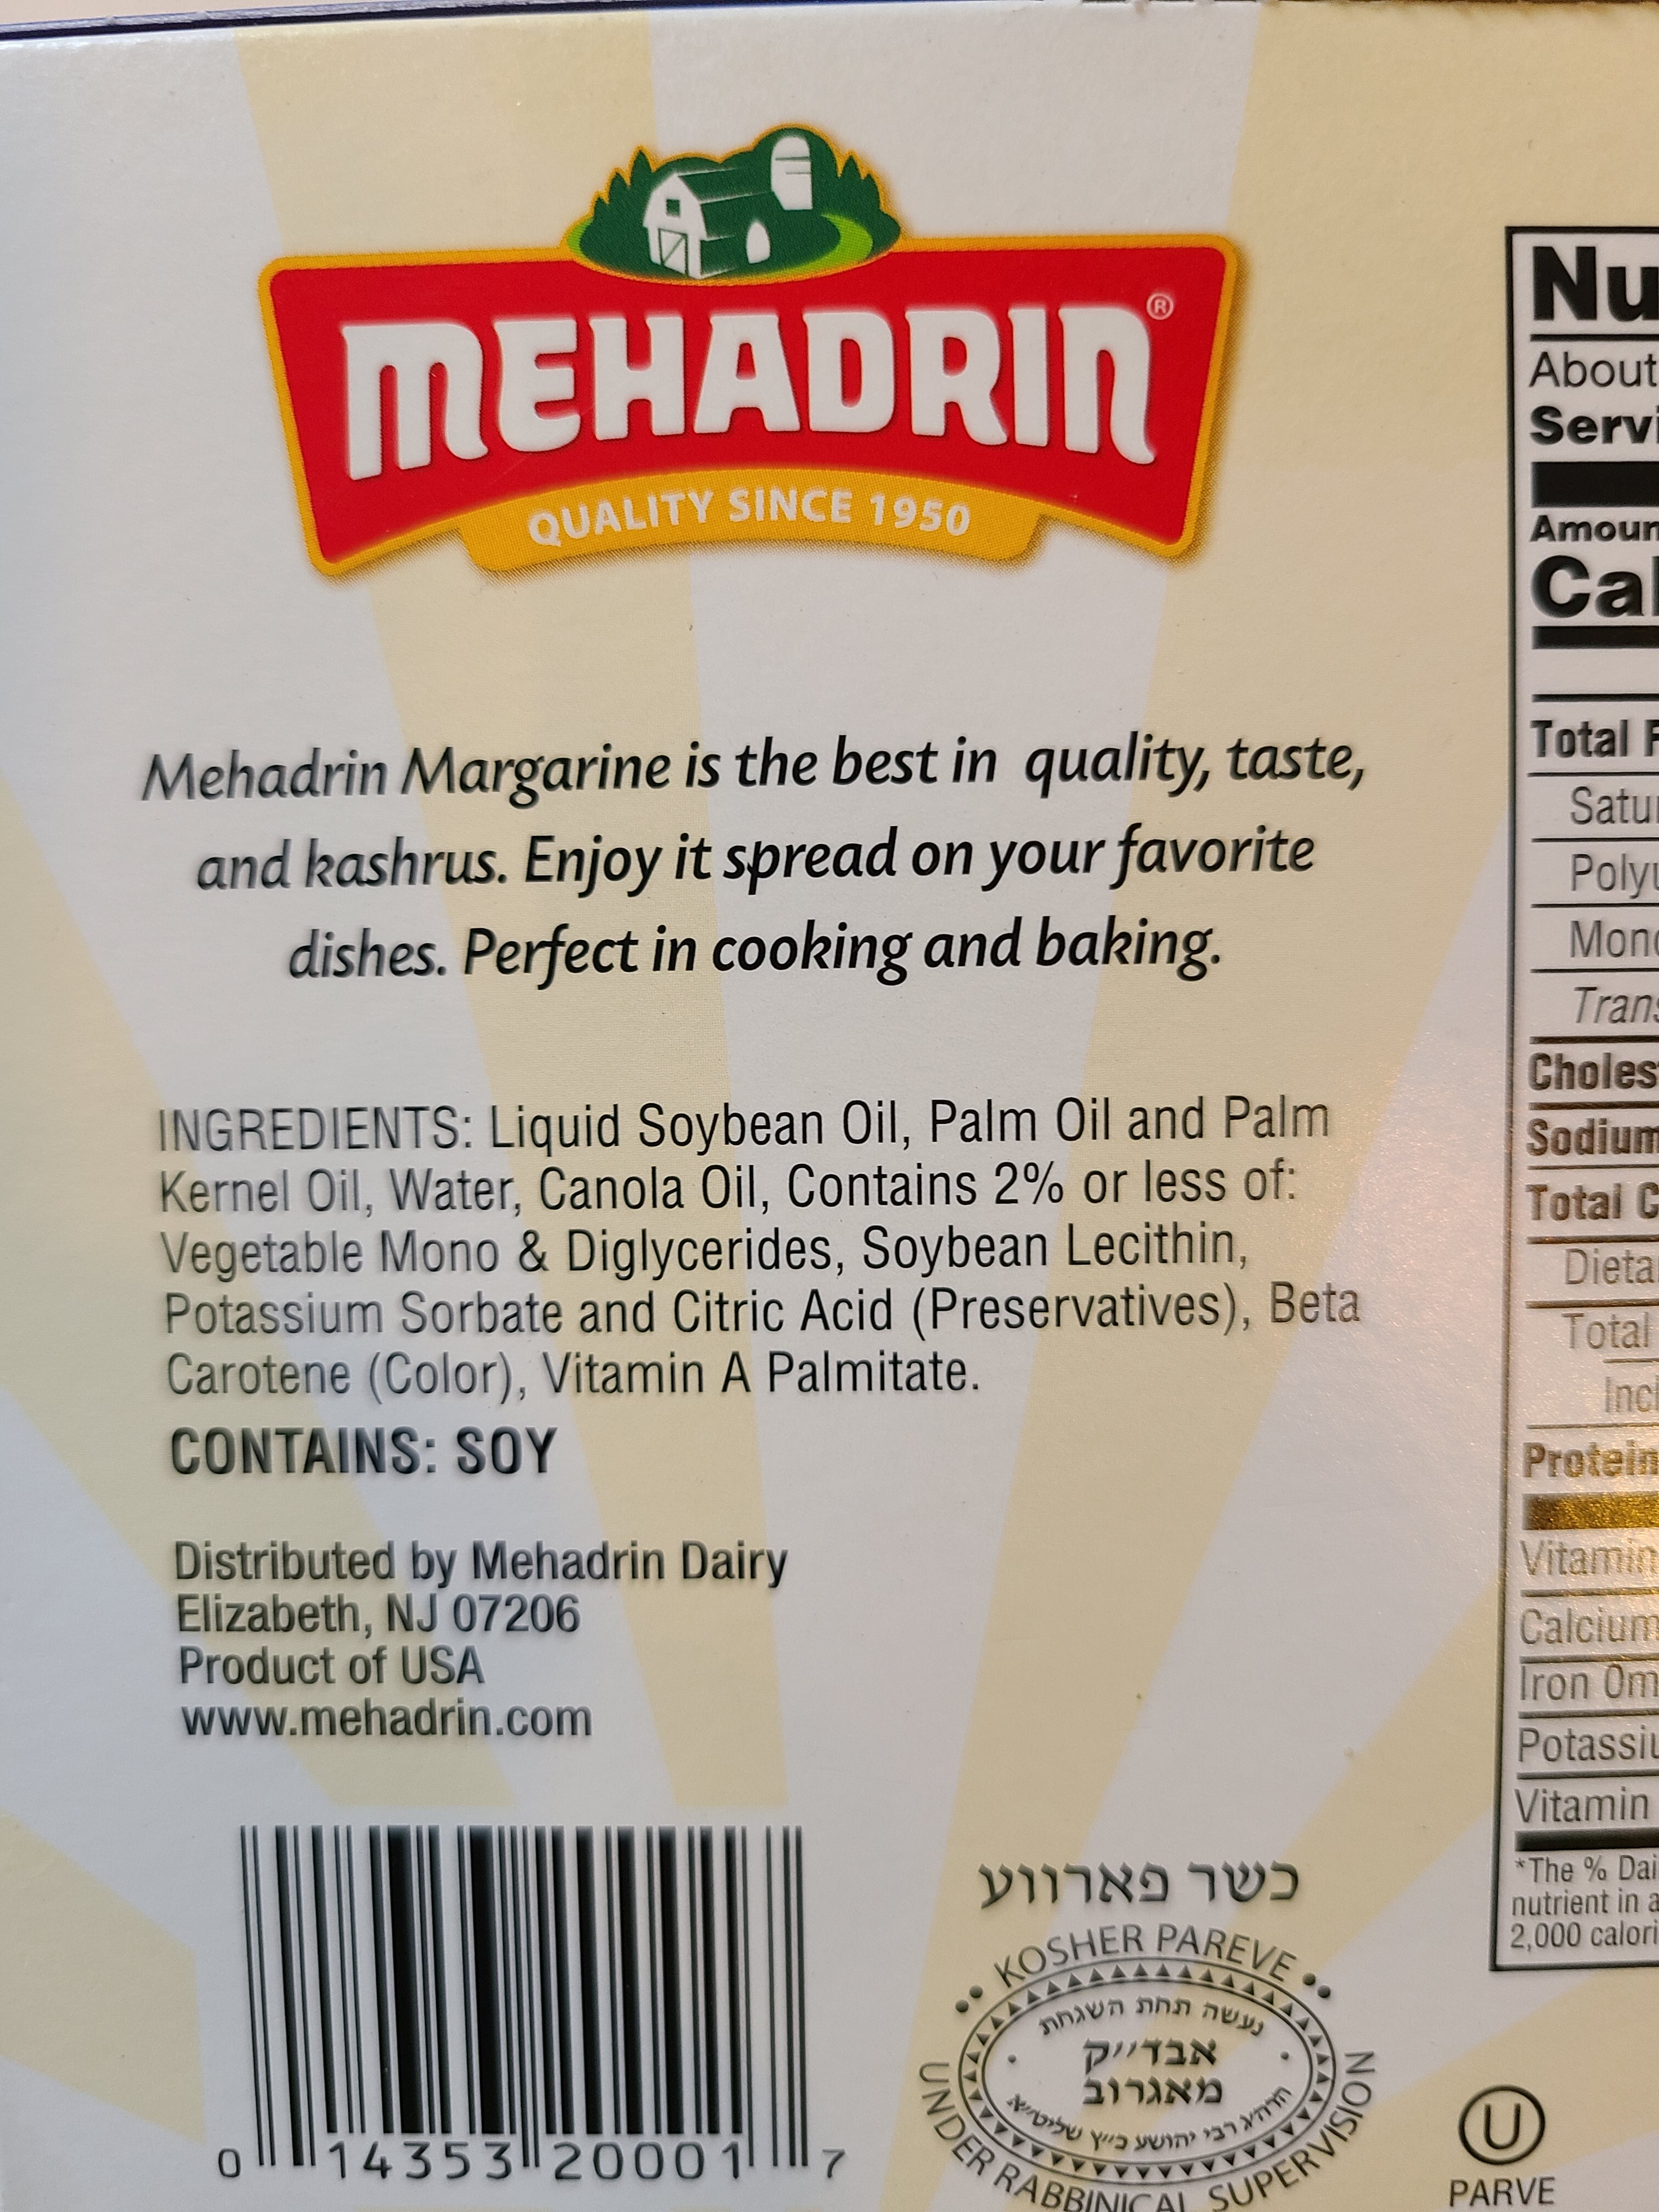 MEHADRIN®
QUALITY SINCE 1950
Mehadrin Margarine is the best in quality, taste,
and kashrus. Enjoy it spread on your favorite
dishes. Perfect in cooking and baking.
INGREDIENTS: Liquid Soybean Oil, Palm Oil and Palm
Kernel Oil, Water, Canola Oil, Contains 2% or less of:
Vegetable Mono & Diglycerides, Soybean Lecithin,
Potassium Sorbate and Citric Acid (Preservatives), Beta
Carotene (Color), Vitamin A Palmitate.
CONTAINS: SOY
Distributed by Mehadrin Dairy
Elizabeth, NJ 07206
Product of USA
www.mehadrin.com
0 14353 20001 7
כשר פארווע
KOSHER PAREVE
נעשה תחת השגחת
אבד״ק
מאגרוב
הרה״ג רבי יהושע כ״ץ שליט״א
UNDER RABBINICAL SUPERVISION
U
PARVE
Nu
About
Servi
Amoun
Cal
Total F
Satu
Poly
Mono
Trans
Choles
Sodium
Total C
Dieta
Total
Incl
Protein
Vitamin
Calcium
Iron 0m
Potassiu
Vitamin
*The % Dai
nutrient in a
2,000 calori